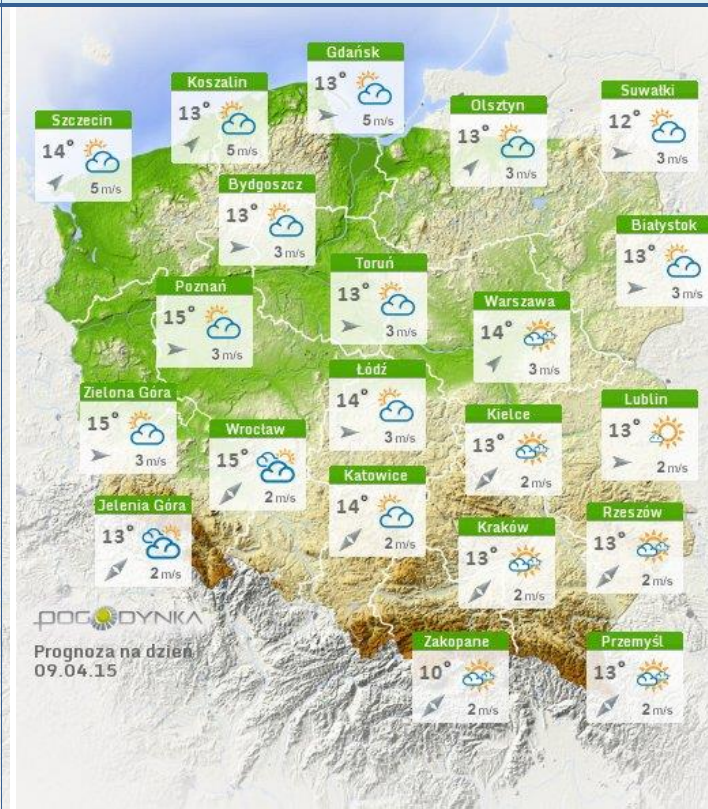 Gdańsk
13°
5 m/s
Koszalin
13°
5 m/s
Suwałki
12°
3 m/s
Olsztyn
13°
3 m/s
Szczecin
14°
5 m/s
Bydgoszcz
13°
3 m/s
Białystok
13°
3 m/s
Toruń
13°
3 m/s
Poznań
15°
3 m/s
Warszawa
14°
3 m/s
Łódź
14°
3 m/s
Zielona Góra
15°
3 m/s
Lublin
13°
2 m/s
Kielce
13°
2 m/s
Wrocław
15°
2 m/s
Katowice
14°
2 m/s
Jelenia Góra
13°
2 m/s
Rzeszów
13°
2 m/s
Kraków
13°
2 m/s
POGODYNKA
Prognoza na dzień
09.04.15
Zakopane
10°
2 m/s
Przemyśl
13°
2 m/s